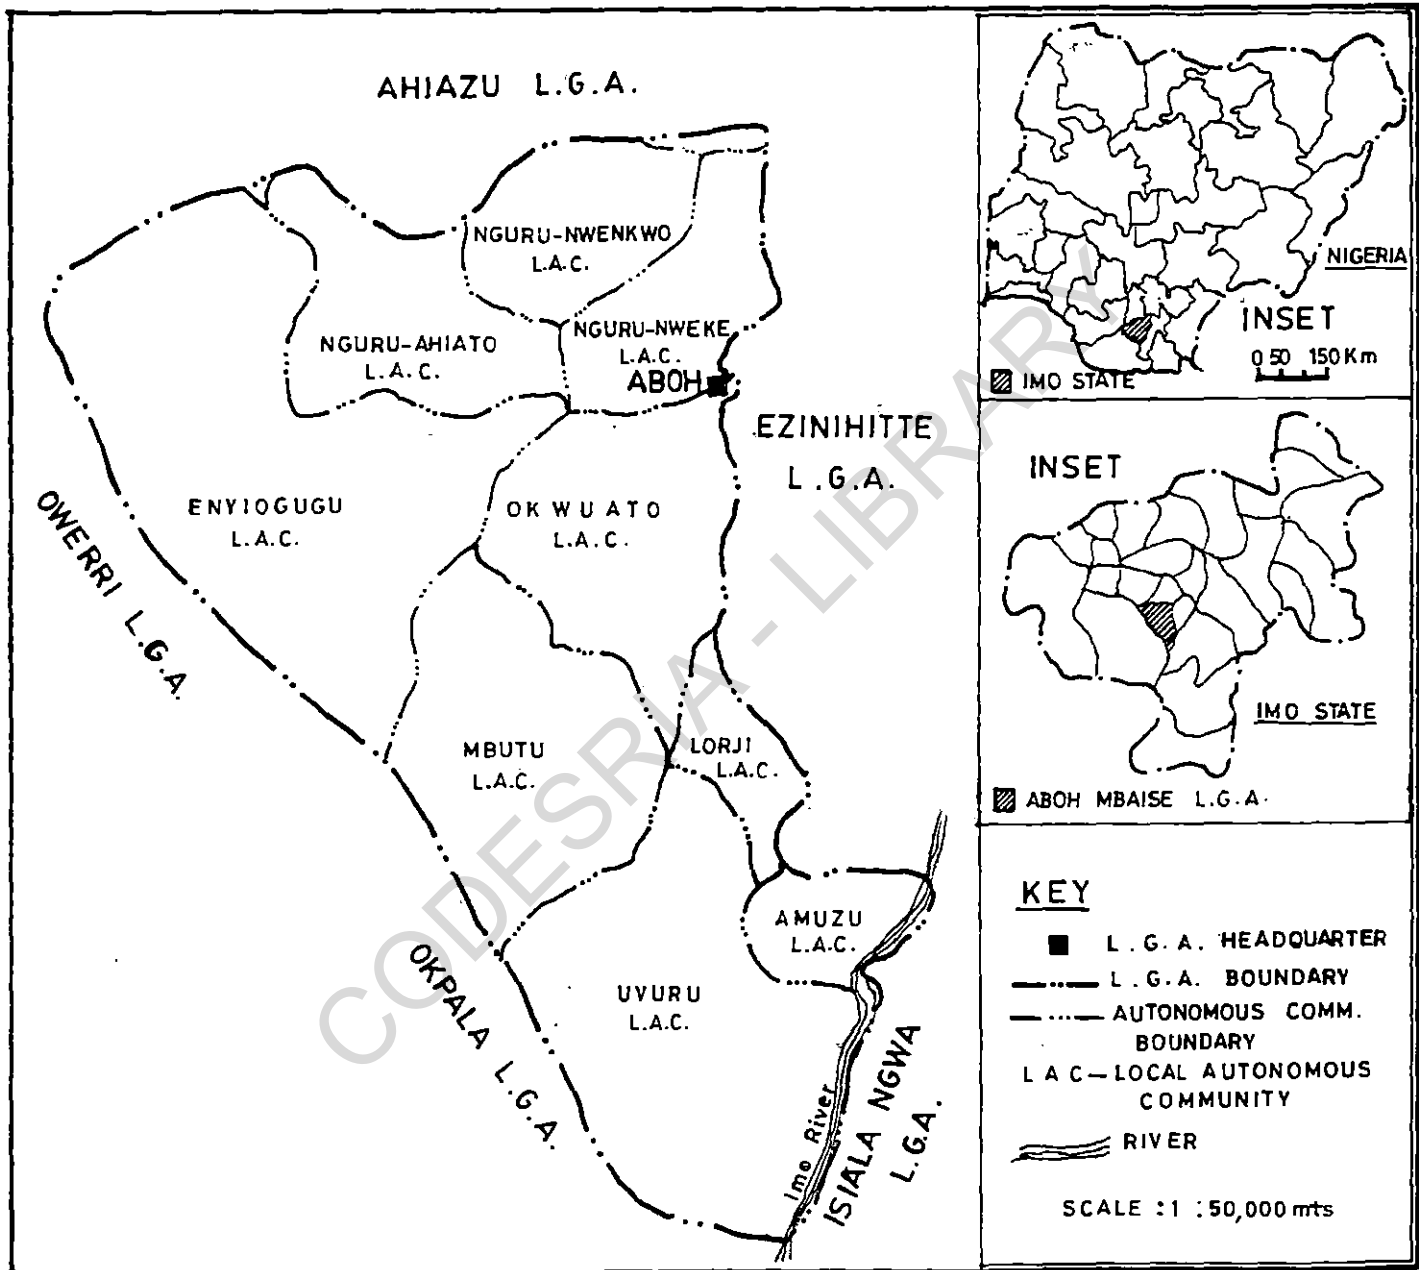 AHIAZU L.G.A.
NGURU-NWENKWO
L.A.C.
NGURU-AHIATO
L.A.C.
NGURU-NWEKE
L.A.C.
ABOH
EZINIHITTE
L.G.A.
ENYIOGUGU
L.A.C.
OKWUATO
L.A.C.
OWERRI L.G.A.
MBUTU
L.A.C.
LORJI
L.A.C.
AMUZU
L.A.C.
UVURU
L.A.C.
OKPALA L.G.A.
Imo River
ISIALA NGWA
L.G.A.
CODESRIA - LIBRARY
NIGERIA
INSET
0 50 150Km
IMO STATE
INSET
IMO STATE
ABOH MBAISE L.G.A.
KEY
L.G.A. HEADQUARTER
L.G.A. BOUNDARY
AUTONOMOUS COMM.
BOUNDARY
L A C - LOCAL AUTONOMOUS
COMMUNITY
RIVER
SCALE :1 :50,000 mts